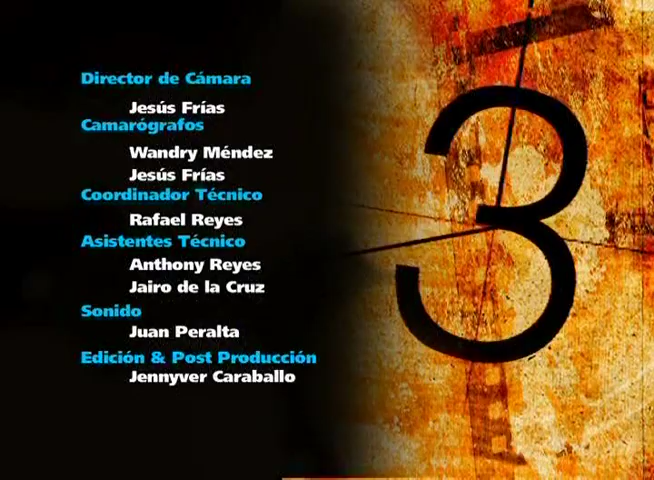 Director de Cámara
Jesús Frías
Camarógrafos
Wandry Méndez
Jesús Frías
Coordinador Técnico
Rafael Reyes
Asistentes Técnico
Anthony Reyes
Jairo de la Cruz
Sonido
Juan Peralta
Edición & Post Producción
Jennyver Caraballo
3